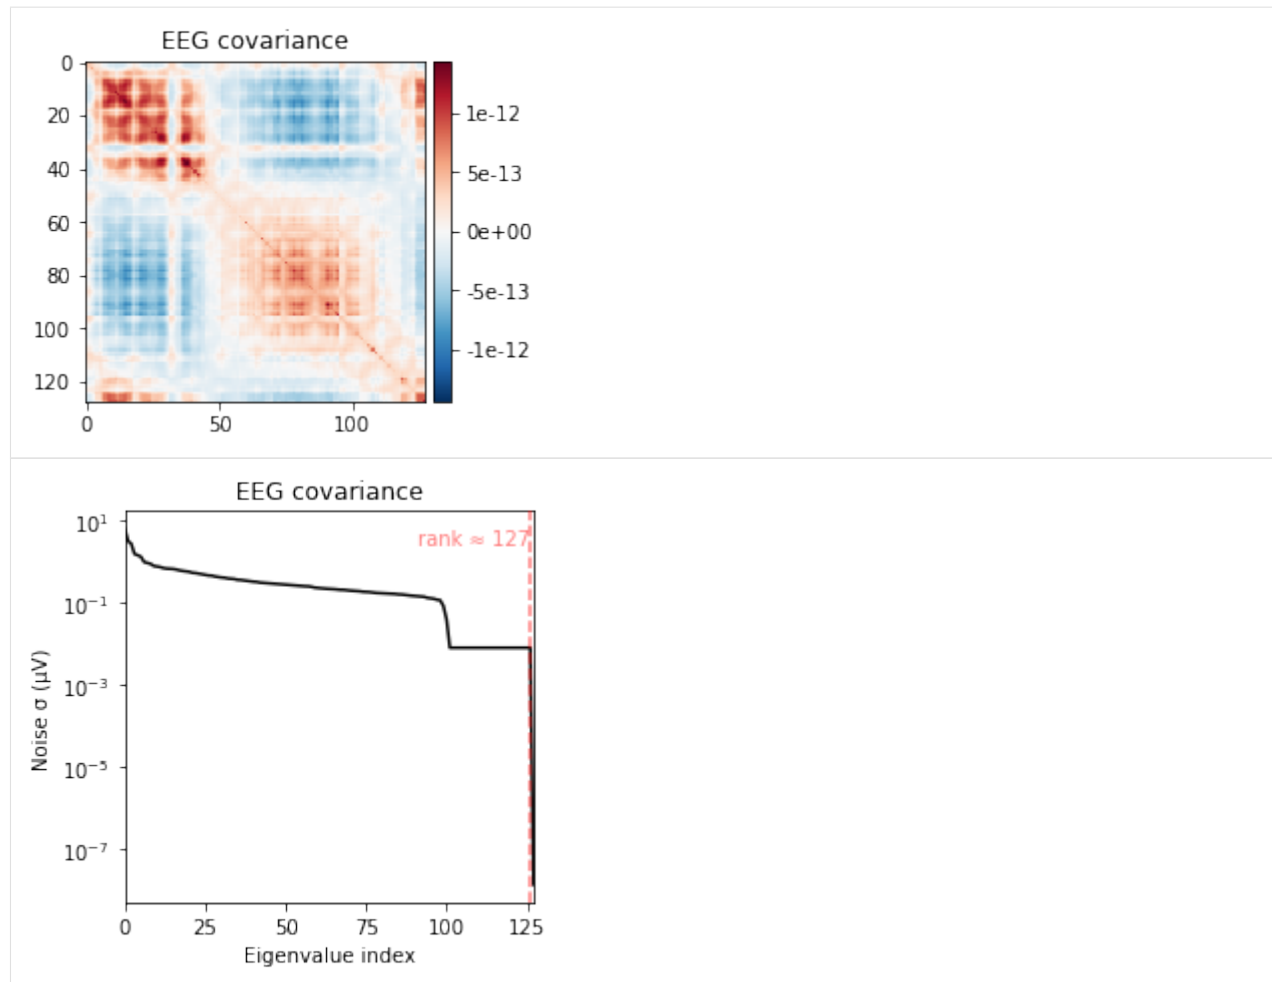 EEG covariance
0
20
40
60
80
100
120
0
50
100
1e-12
5e-13
0e+00
-5e-13
-1e-12
EEG covariance
rank ≈ 127
10¹
10⁻¹
10⁻³
10⁻⁵
10⁻⁷
Noise σ (µV)
0
25
50
75
100
125
Eigenvalue index